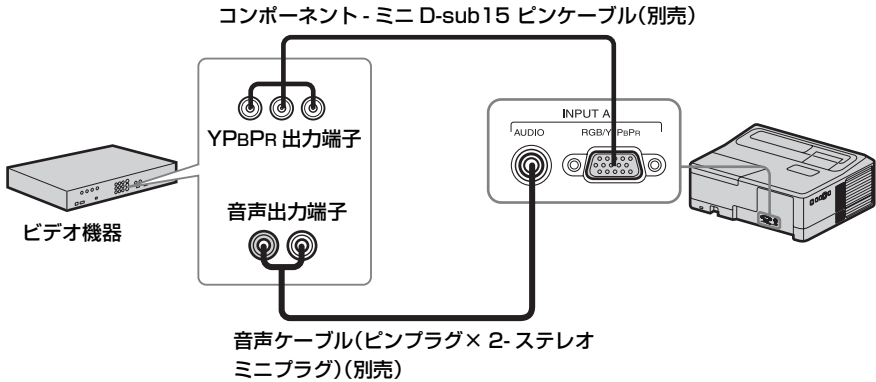 コンポーネント - ミニ D-sub15 ピンケーブル（別売）
INPUT A
AUDIO
RGB/YPBPR
YPBPR 出力端子
音声出力端子
ビデオ機器
音声ケーブル（ピンプラグ× 2- ステレオ
ミニプラグ）（別売）